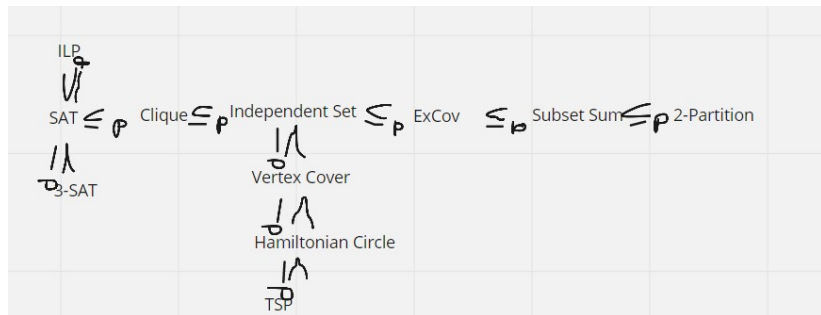 ILP
≤p
SAT ≤p Clique ≤p Independent Set ≤p ExCov ≤p Subset Sum ≤p 2-Partition
≤p ≤p
3-SAT Vertex Cover
≤p
Hamiltonian Circle
≤p
TSP